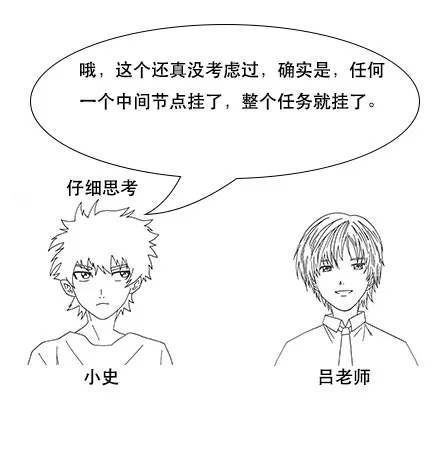 哦，这个还真没考虑过，确实是，任何
一个中间节点挂了，整个任务就挂了。
仔细思考
小史
吕老师